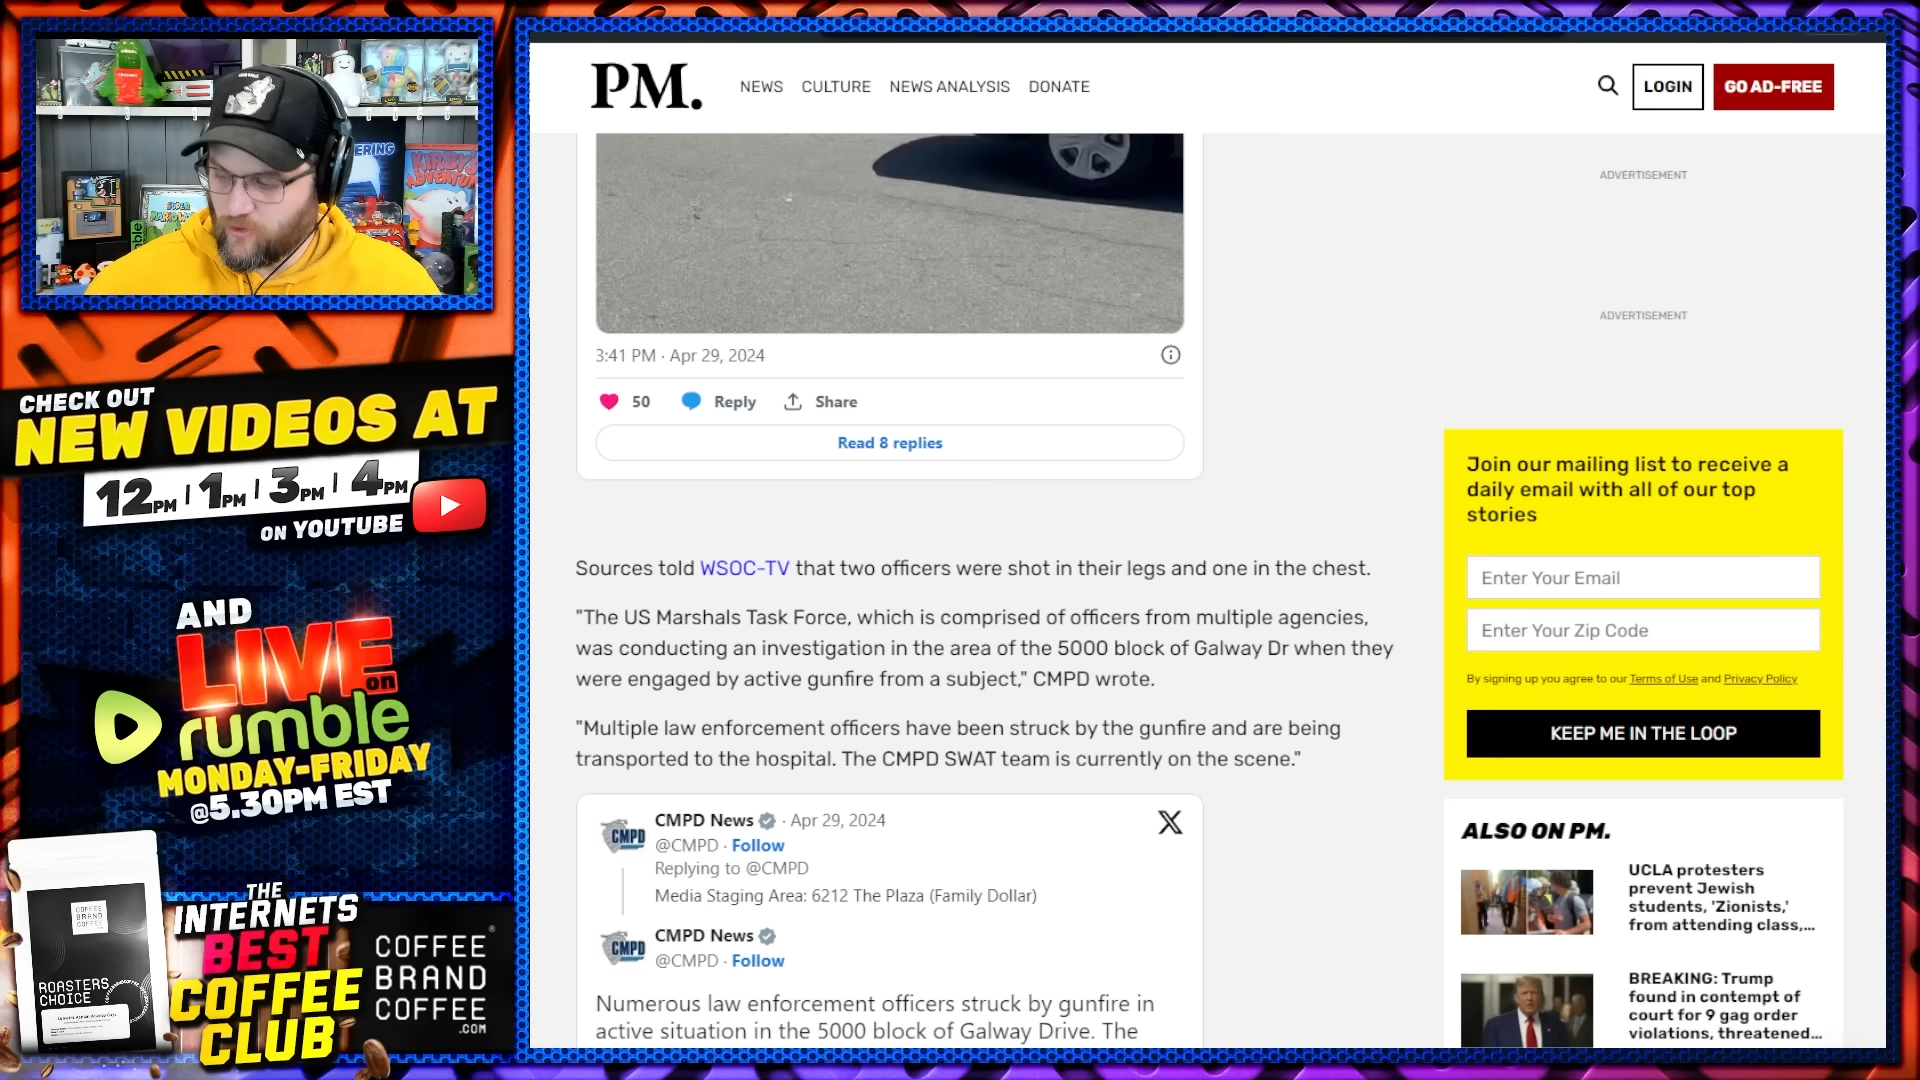 CHECK OUT
NEW VIDEOS AT
12PM | 1PM | 3PM | 4PM
ON YOUTUBE
AND
LIVE
on
rumble
MONDAY-FRIDAY
@5.30PM EST
THE
INTERNETS
BEST
COFFEE
CLUB
COFFEE
BRAND
COFFEE
.COM
COFFEE
BRAND
COFFEE
ROASTERS
CHOICE
KIRBY'S
ADVENTURE
SUPER
PM.
NEWS CULTURE NEWS ANALYSIS DONATE
LOGIN
GO AD-FREE
3:41 PM · Apr 29, 2024
50 Reply Share
Read 8 replies
Sources told WSOC-TV that two officers were shot in their legs and one in the chest.
"The US Marshals Task Force, which is comprised of officers from multiple agencies,
was conducting an investigation in the area of the 5000 block of Galway Dr when they
were engaged by active gunfire from a subject," CMPD wrote.
"Multiple law enforcement officers have been struck by the gunfire and are being
transported to the hospital. The CMPD SWAT team is currently on the scene."
CMPD
CMPD News · Apr 29, 2024
@CMPD · Follow
Replying to @CMPD
Media Staging Area: 6212 The Plaza (Family Dollar)
CMPD
CMPD News
@CMPD · Follow
Numerous law enforcement officers struck by gunfire in
active situation in the 5000 block of Galway Drive. The
ADVERTISEMENT
ADVERTISEMENT
Join our mailing list to receive a
daily email with all of our top
stories
Enter Your Email
Enter Your Zip Code
By signing up you agree to our Terms of Use and Privacy Policy
KEEP ME IN THE LOOP
ALSO ON PM.
UCLA protesters
prevent Jewish
students, 'Zionists,'
from attending class,...
BREAKING: Trump
found in contempt of
court for 9 gag order
violations, threatened...